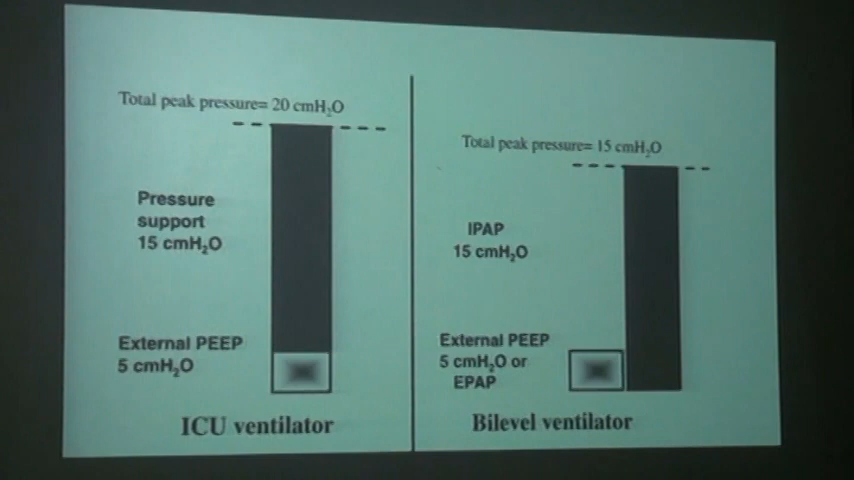 Total peak pressure= 20 cmH₂O
Pressure
support
15 cmH₂O
External PEEP
5 cmH₂O
ICU ventilator
Total peak pressure= 15 cmH₂O
IPAP
15 cmH₂O
External PEEP
5 cmH₂O or
EPAP
Bilevel ventilator